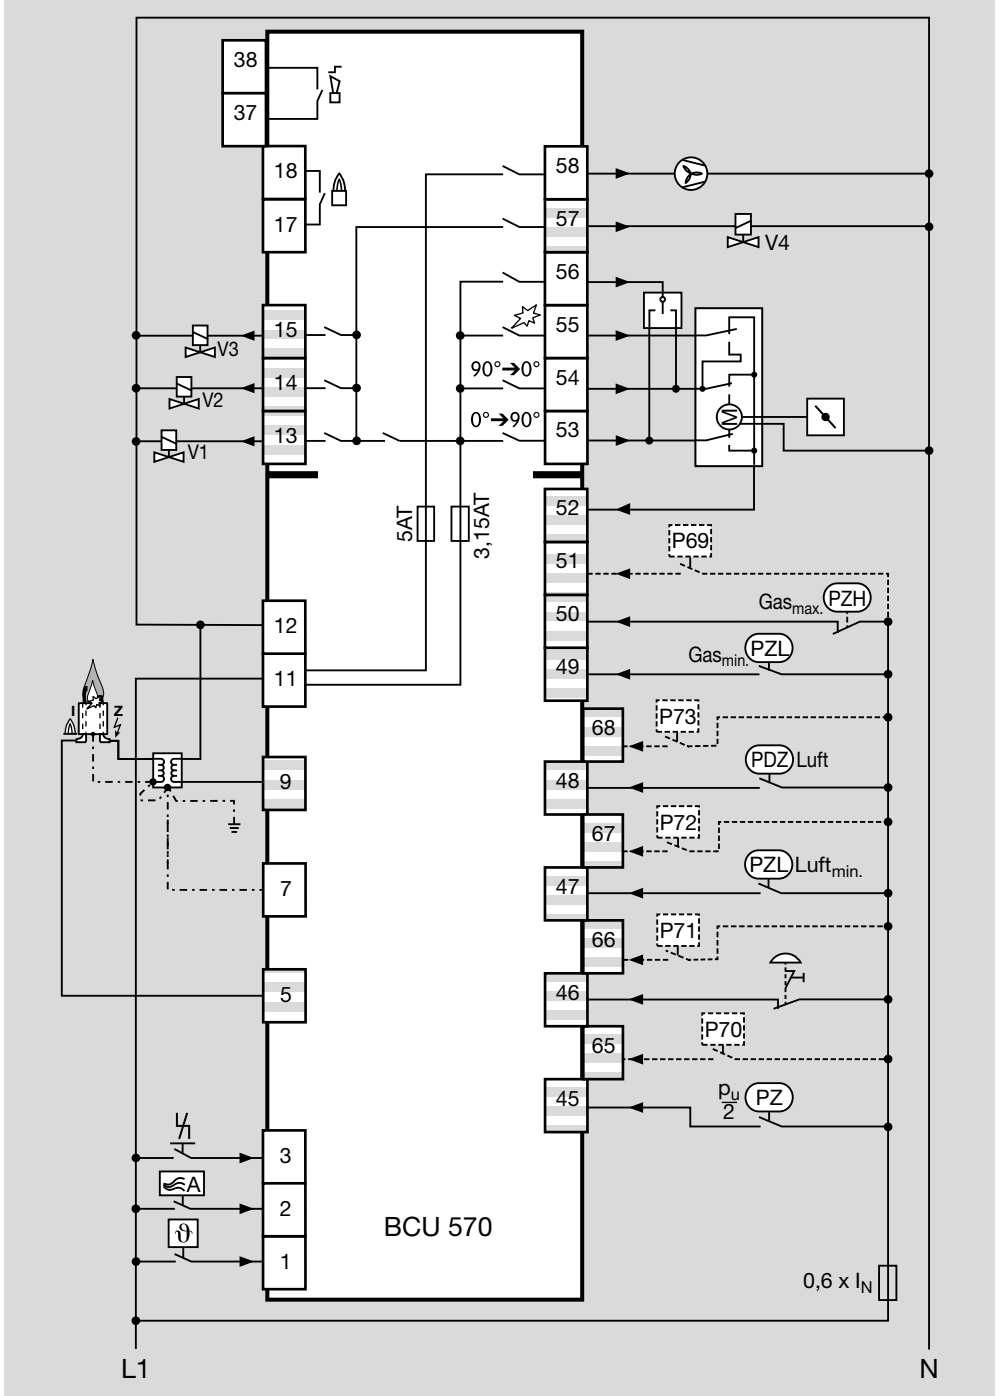 38
37
18
58
17
57
V4
56
15
55
V3
90°→0°
14
54
V2
M
0°→90°
13
53
V1
52
5AT
3,15AT
P69
51
Gasmax. PZH
50
12
Gasmin. PZL
49
11
P73
68
I Z
PDZ Luft
48
9
P72
67
PZL Luftmin.
47
7
P71
66
5
46
P70
65
pu/2 PZ
45
3
A
2
BCU 570
ϑ
1
0,6 x IN
L1
N